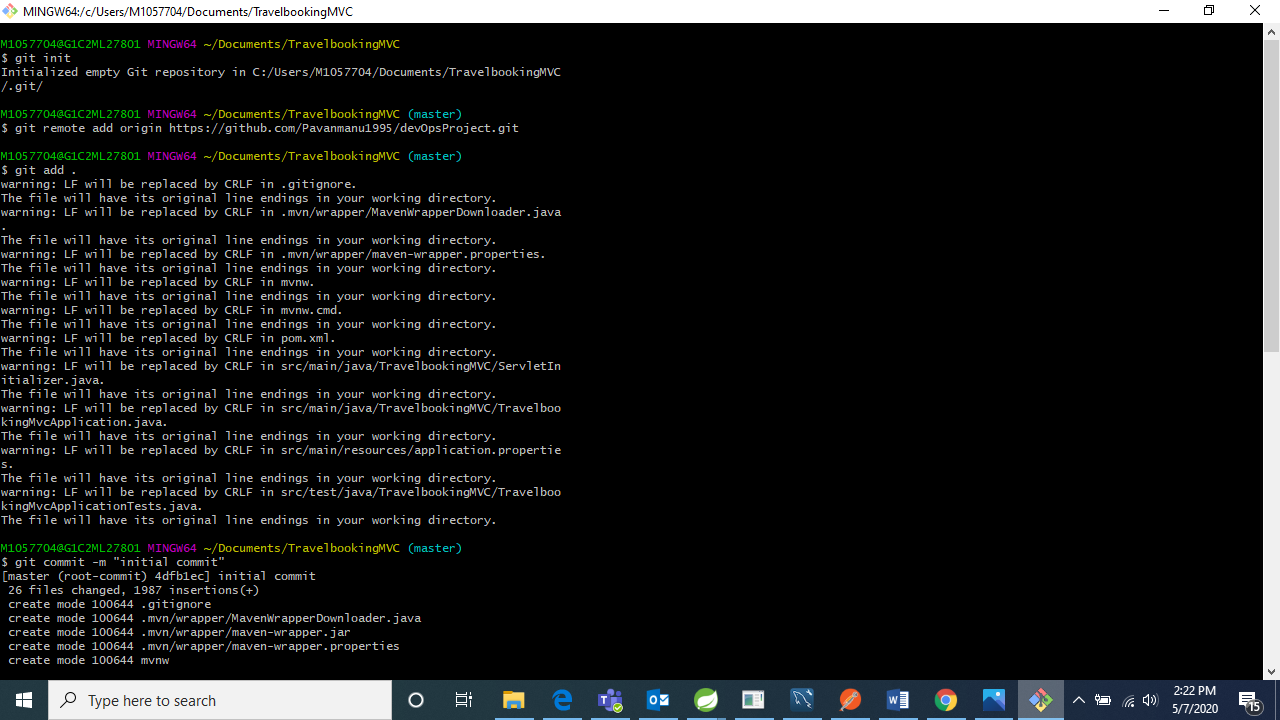 MINGW64:/c/Users/M1057704/Documents/TravelbookingMVC
M1057704@G1C2ML27801 MINGW64 ~/Documents/TravelbookingMVC
$ git init
Initialized empty Git repository in C:/Users/M1057704/Documents/TravelbookingMVC
/.git/
M1057704@G1C2ML27801 MINGW64 ~/Documents/TravelbookingMVC (master)
$ git remote add origin https://github.com/Pavanmanu1995/devOpsProject.git
M1057704@G1C2ML27801 MINGW64 ~/Documents/TravelbookingMVC (master)
$ git add .
warning: LF will be replaced by CRLF in .gitignore.
The file will have its original line endings in your working directory.
warning: LF will be replaced by CRLF in .mvn/wrapper/MavenWrapperDownloader.java
.
The file will have its original line endings in your working directory.
warning: LF will be replaced by CRLF in .mvn/wrapper/maven-wrapper.properties.
The file will have its original line endings in your working directory.
warning: LF will be replaced by CRLF in mvnw.
The file will have its original line endings in your working directory.
warning: LF will be replaced by CRLF in mvnw.cmd.
The file will have its original line endings in your working directory.
warning: LF will be replaced by CRLF in pom.xml.
The file will have its original line endings in your working directory.
warning: LF will be replaced by CRLF in src/main/java/TravelbookingMVC/ServletIn
itializer.java.
The file will have its original line endings in your working directory.
warning: LF will be replaced by CRLF in src/main/java/TravelbookingMVC/Travelboo
kingMvcApplication.java.
The file will have its original line endings in your working directory.
warning: LF will be replaced by CRLF in src/main/resources/application.propertie
s.
The file will have its original line endings in your working directory.
warning: LF will be replaced by CRLF in src/test/java/TravelbookingMVC/Travelboo
kingMvcApplicationTests.java.
The file will have its original line endings in your working directory.
M1057704@G1C2ML27801 MINGW64 ~/Documents/TravelbookingMVC (master)
$ git commit -m "initial commit"
[master (root-commit) 4dfb1ec] initial commit
26 files changed, 1987 insertions(+)
create mode 100644 .gitignore
create mode 100644 .mvn/wrapper/MavenWrapperDownloader.java
create mode 100644 .mvn/wrapper/maven-wrapper.jar
create mode 100644 .mvn/wrapper/maven-wrapper.properties
create mode 100644 mvnw
Type here to search
2:22 PM
5/7/2020
15